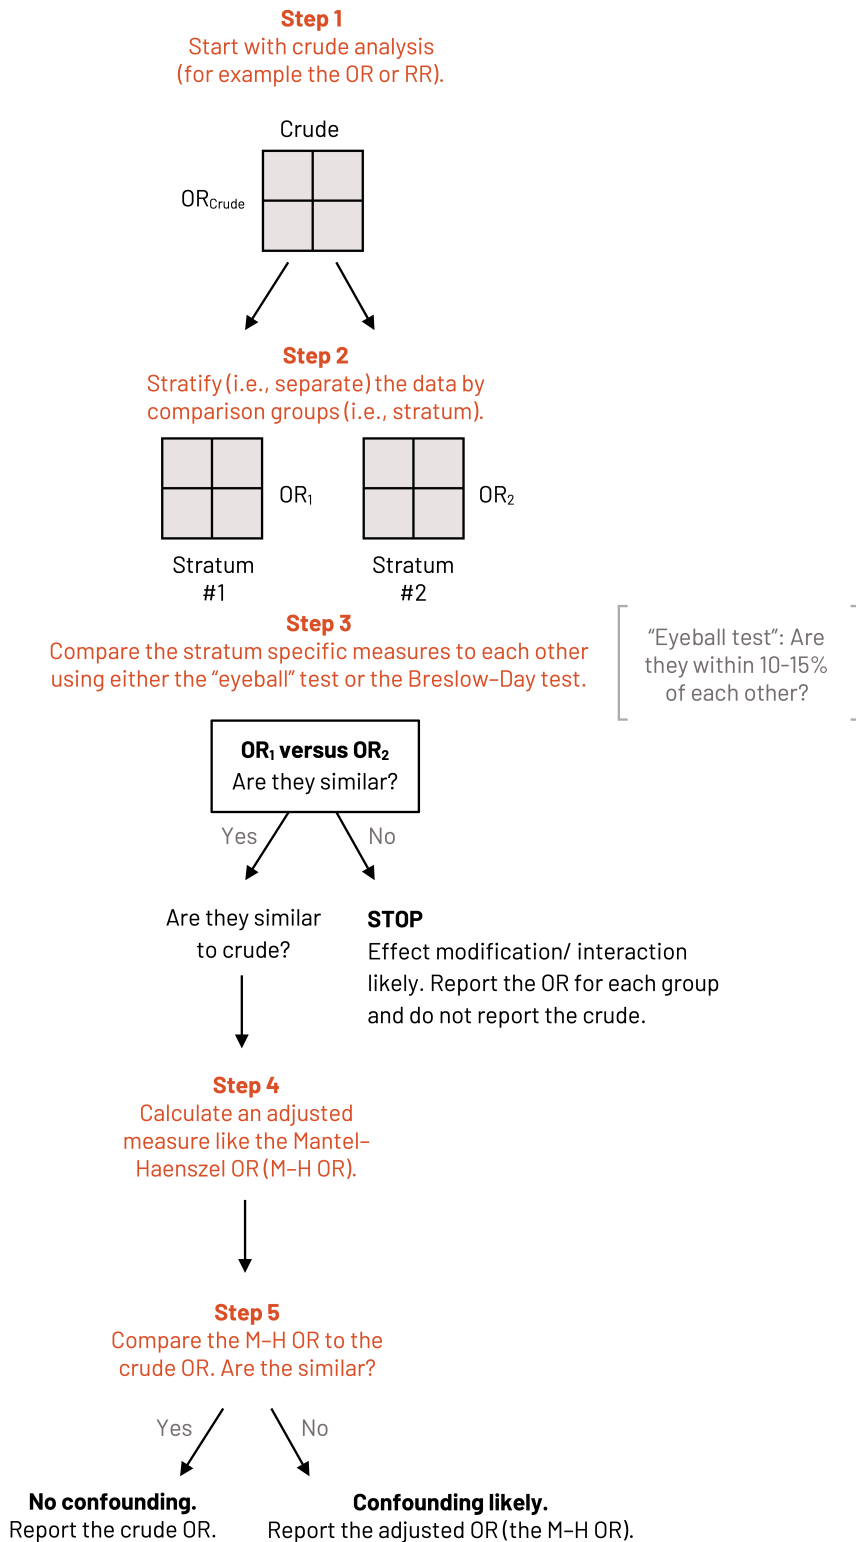 Step 1
Start with crude analysis
(for example the OR or RR).
Crude
ORCrude
Step 2
Stratify (i.e., separate) the data by
comparison groups (i.e., stratum).
OR1
OR2
Stratum
#1
Stratum
#2
Step 3
Compare the stratum specific measures to each other
using either the “eyeball” test or the Breslow–Day test.
“Eyeball test”: Are
they within 10-15%
of each other?
OR1 versus OR2
Are they similar?
Yes
No
Are they similar
to crude?
STOP
Effect modification/ interaction
likely. Report the OR for each group
and do not report the crude.
Step 4
Calculate an adjusted
measure like the Mantel–
Haenszel OR (M–H OR).
Step 5
Compare the M–H OR to the
crude OR. Are the similar?
Yes
No
No confounding.
Report the crude OR.
Confounding likely.
Report the adjusted OR (the M–H OR).